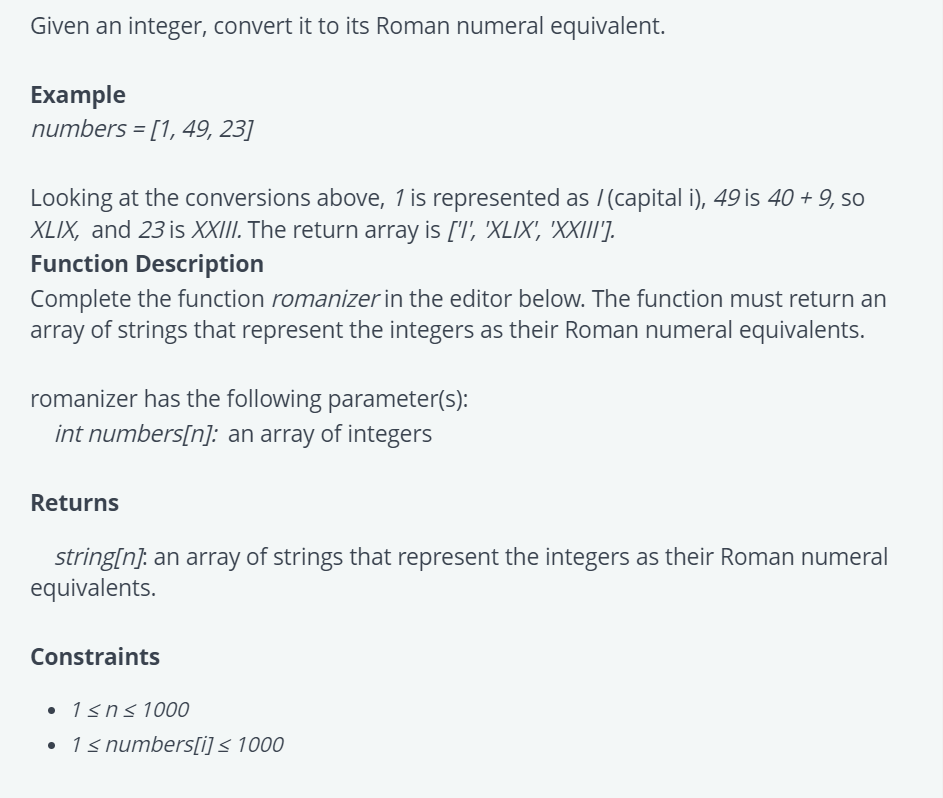 Given an integer, convert it to its Roman numeral equivalent.
Example
numbers = [1, 49, 23]
Looking at the conversions above, 1 is represented as I (capital i), 49 is 40 + 9, so
XLIX, and 23 is XXIII. The return array is ['I', 'XLIX', 'XXIII'].
Function Description
Complete the function romanizer in the editor below. The function must return an
array of strings that represent the integers as their Roman numeral equivalents.
romanizer has the following parameter(s):
int numbers[n]: an array of integers
Returns
string[n]: an array of strings that represent the integers as their Roman numeral
equivalents.
Constraints
• 1 ≤ n ≤ 1000
• 1 ≤ numbers[i] ≤ 1000